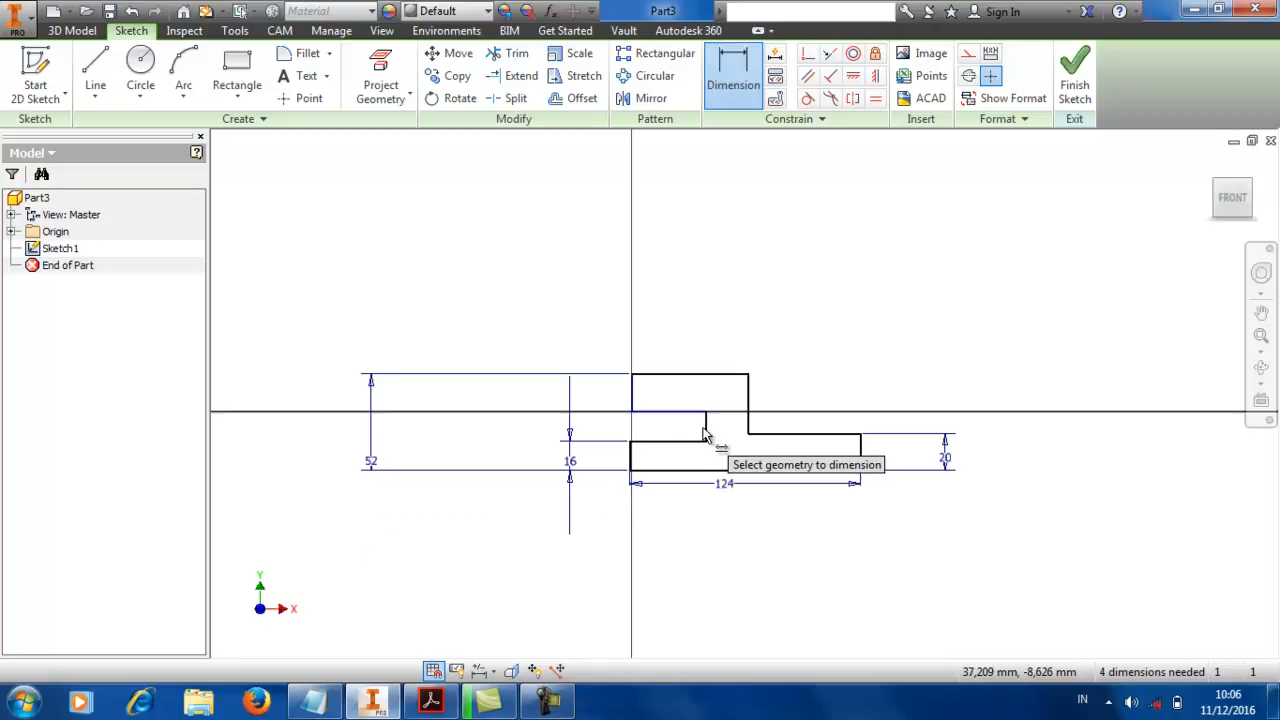 Material
Default
Part3
Sign In
PRO
3D Model
Sketch
Inspect
Tools
CAM
Manage
View
Environments
BIM
Get Started
Vault
Autodesk 360
Start
2D Sketch
Line
Circle
Arc
Rectangle
Fillet
Text
Point
Project
Geometry
Move
Copy
Rotate
Trim
Extend
Split
Scale
Stretch
Offset
Rectangular
Circular
Mirror
Dimension
Image
Points
ACAD
Show Format
Finish
Sketch
Sketch
Create
Modify
Pattern
Constrain
Insert
Format
Exit
Model
Part3
View: Master
Origin
Sketch1
End of Part
FRONT
52
16
20
124
Select geometry to dimension
Y
X
37,209 mm, -8,626 mm
4 dimensions needed
1
1
PRO
IN
10:06
11/12/2016